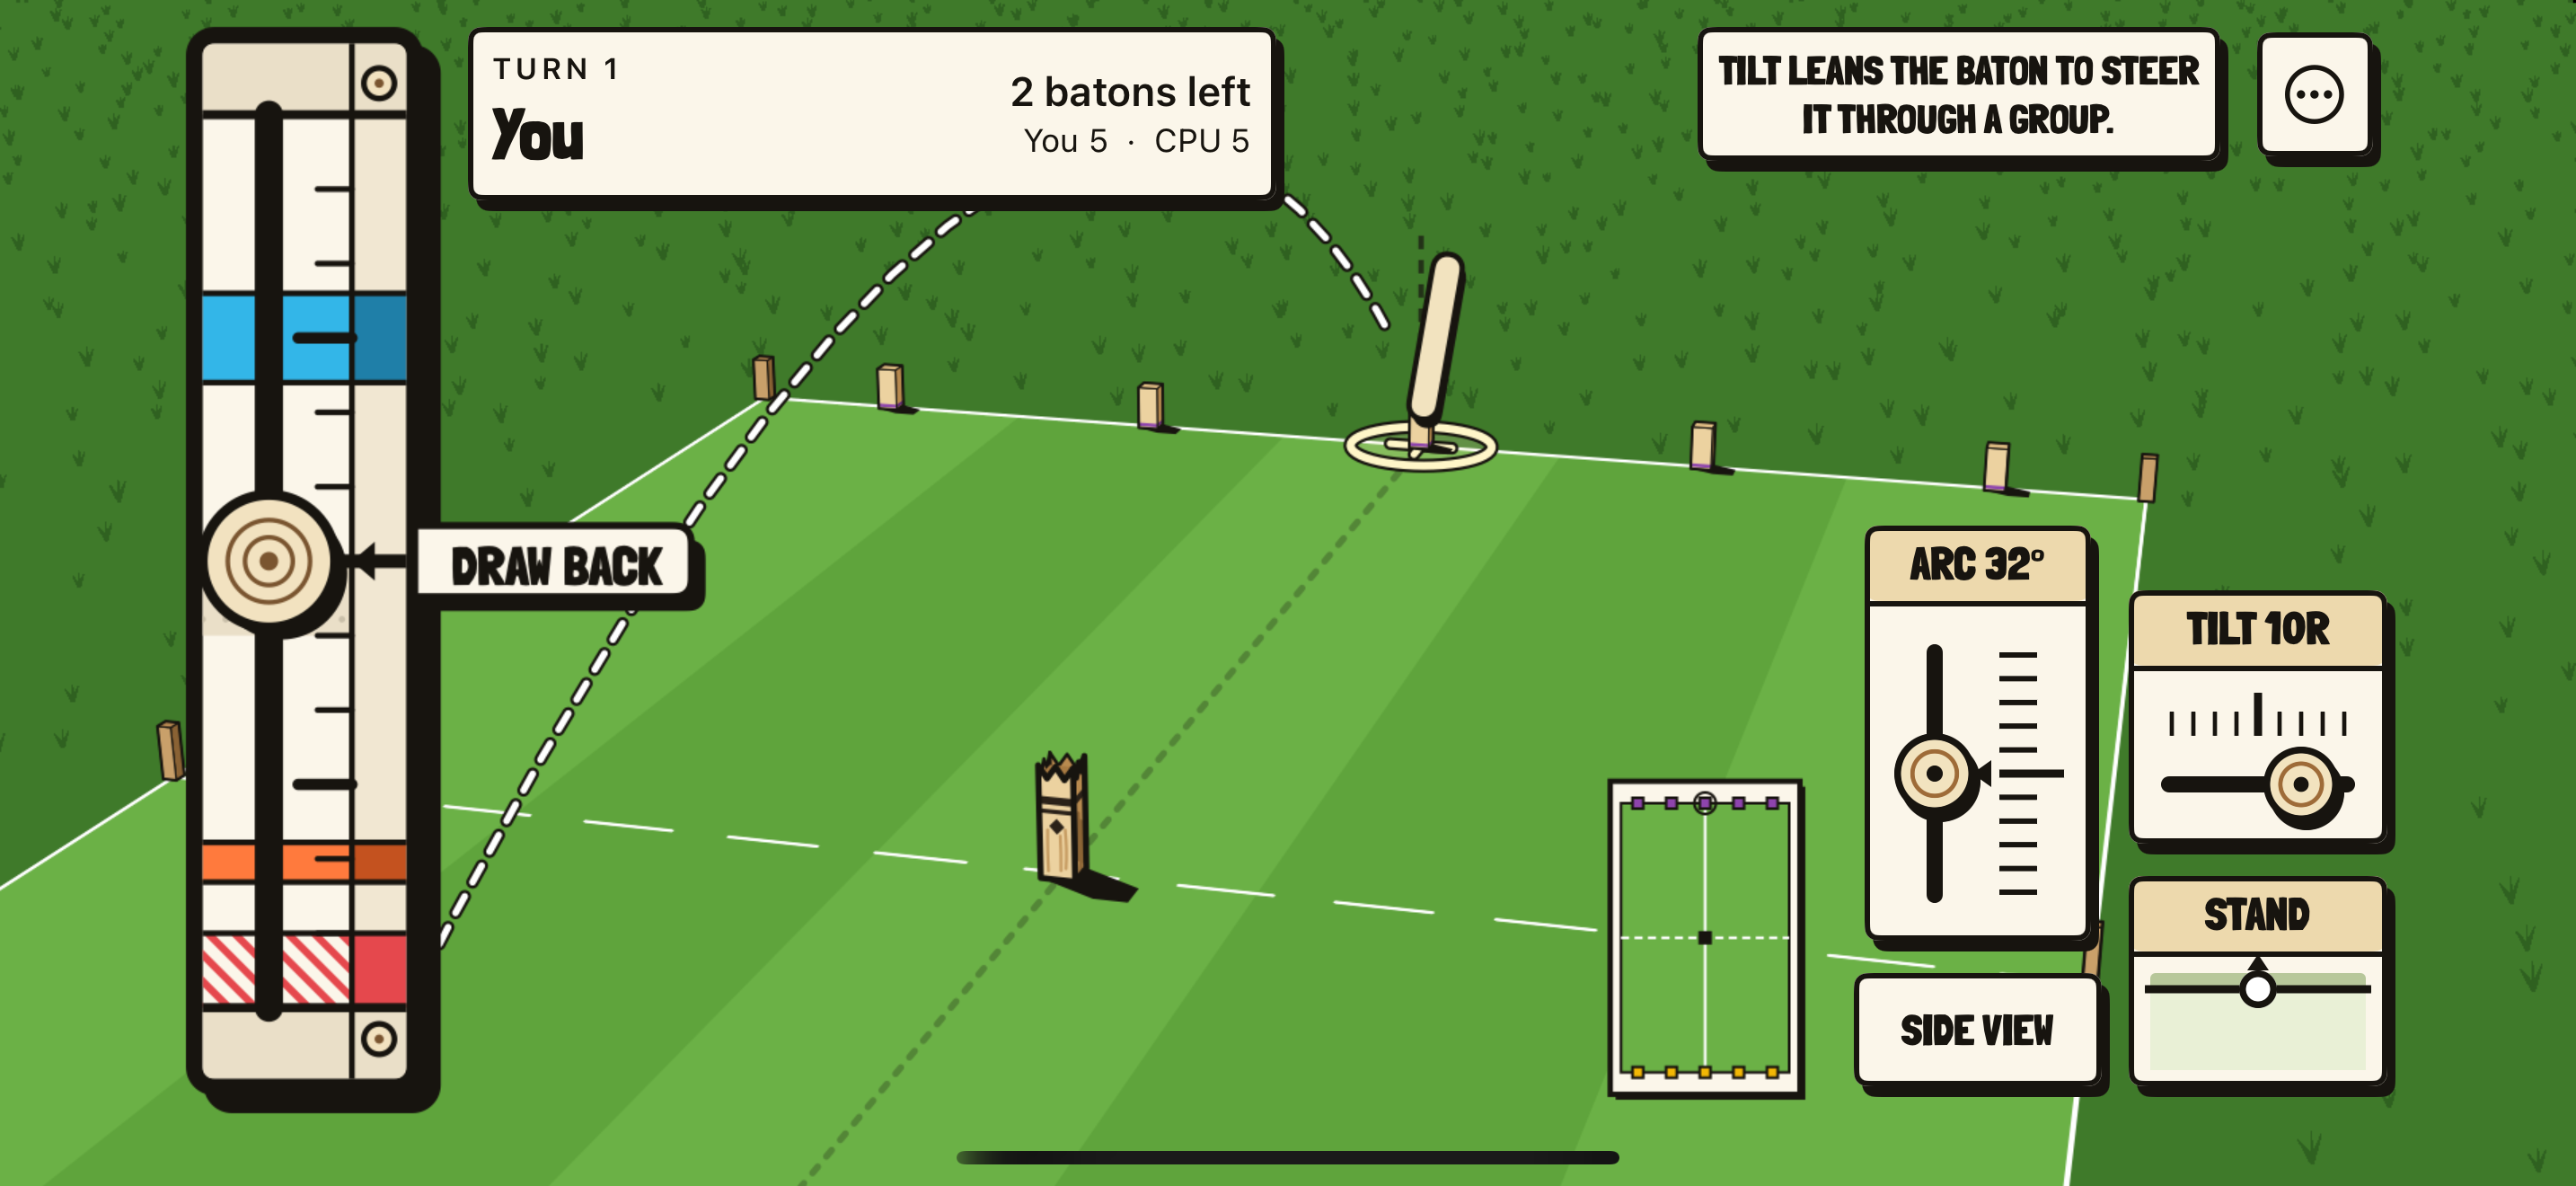 TURN 1
You
2 batons left
You 5 · CPU 5
TILT LEANS THE BATON TO STEER
IT THROUGH A GROUP.
DRAW BACK
ARC 32°
TILT 10R
STAND
SIDE VIEW